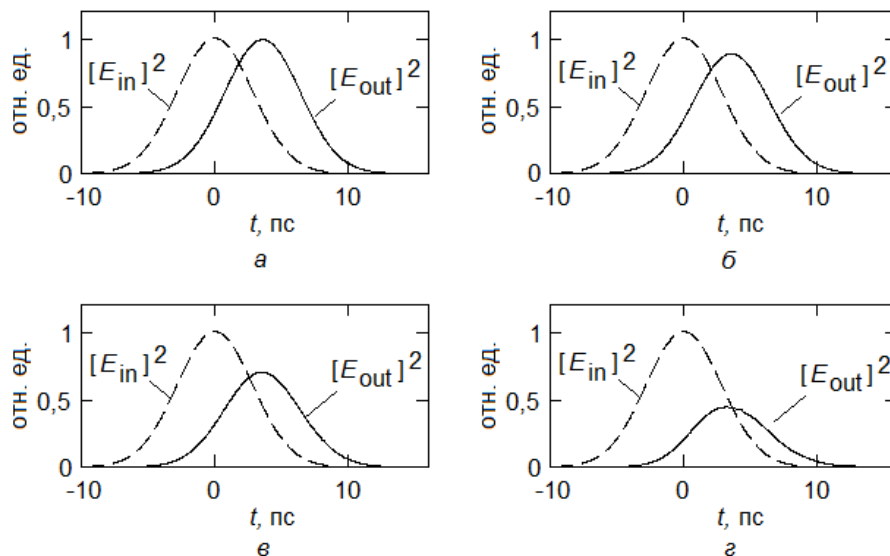 отн. ед.
1
0,5
0
[E_in]²
[E_out]²
-10
0
10
t, пс
а
отн. ед.
1
0,5
0
[E_in]²
[E_out]²
-10
0
10
t, пс
б
отн. ед.
1
0,5
0
[E_in]²
[E_out]²
-10
0
10
t, пс
в
отн. ед.
1
0,5
0
[E_in]²
[E_out]²
-10
0
10
t, пс
г